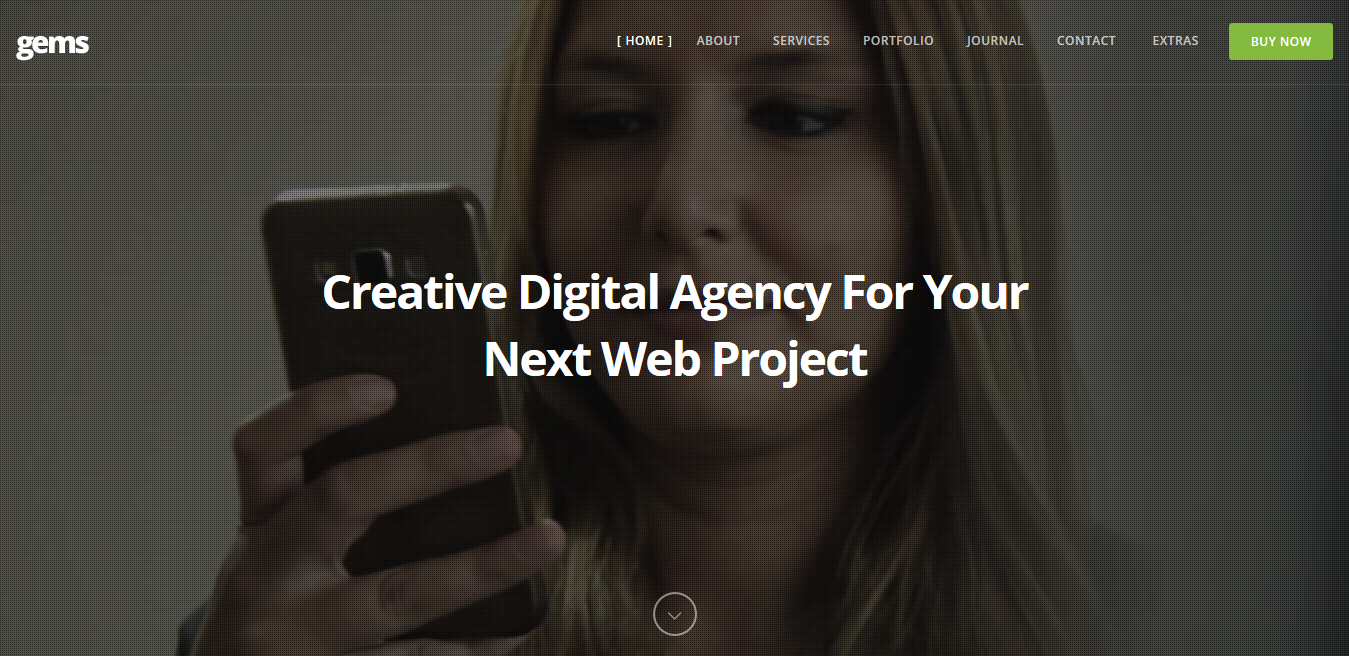 gems
[ HOME ] ABOUT SERVICES PORTFOLIO JOURNAL CONTACT EXTRAS BUY NOW
Creative Digital Agency For Your
Next Web Project